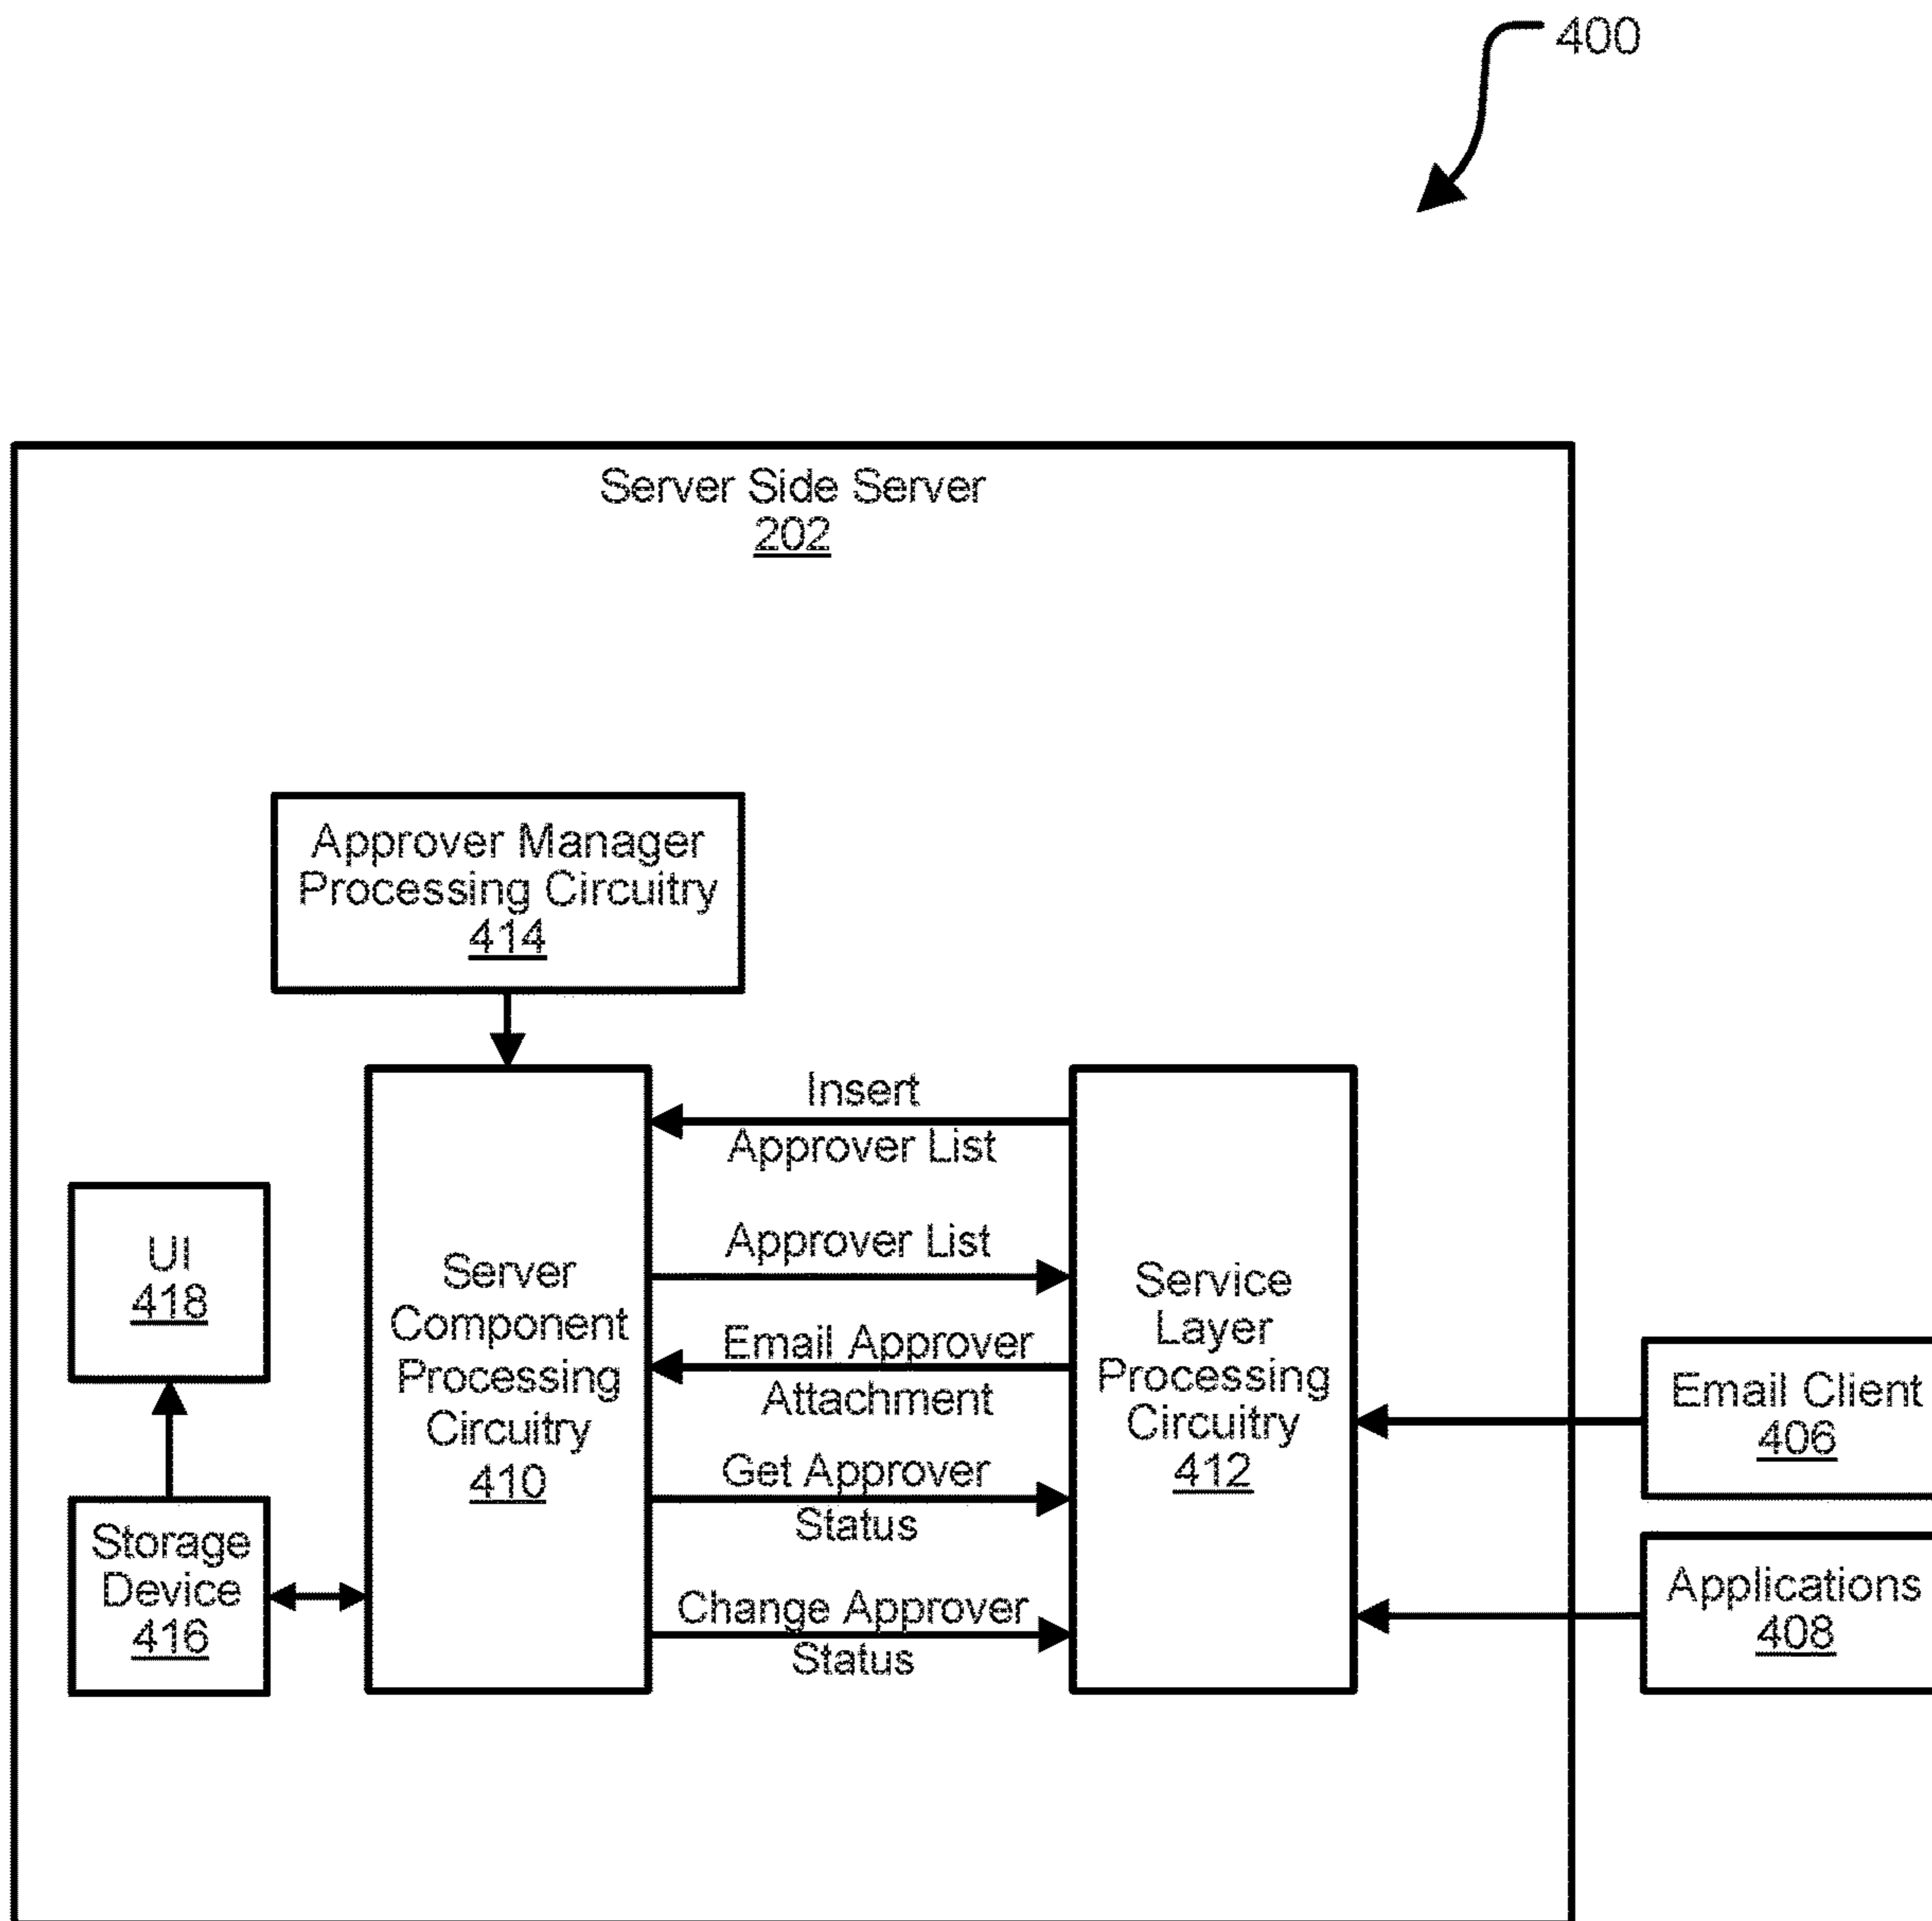 400
Server Side Server
202
Approver Manager
Processing Circuitry
414
Insert
Approver List
Approver List
Email Approver
Attachment
Get Approver
Status
Change Approver
Status
UI
418
Storage
Device
416
Server
Component
Processing
Circuitry
410
Service
Layer
Processing
Circuitry
412
Email Client
406
Applications
408